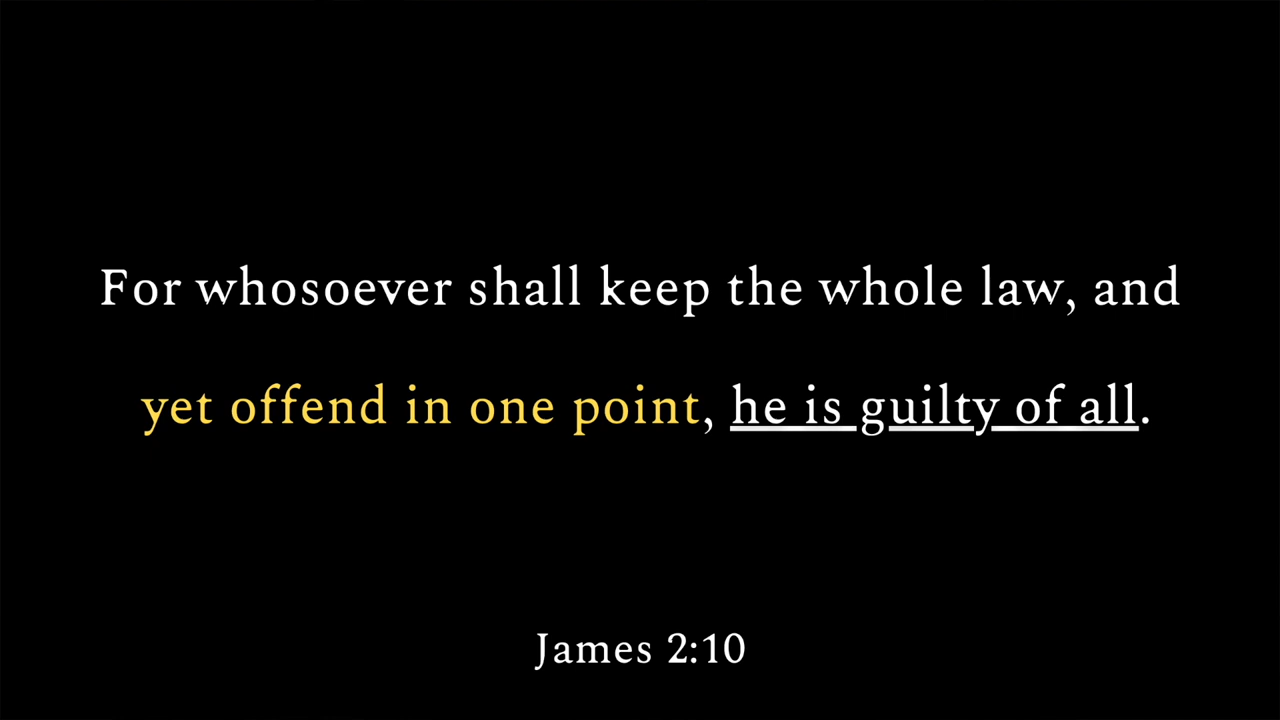 For whosoever shall keep the whole law, and
yet offend in one point, he is guilty of all.
James 2:10